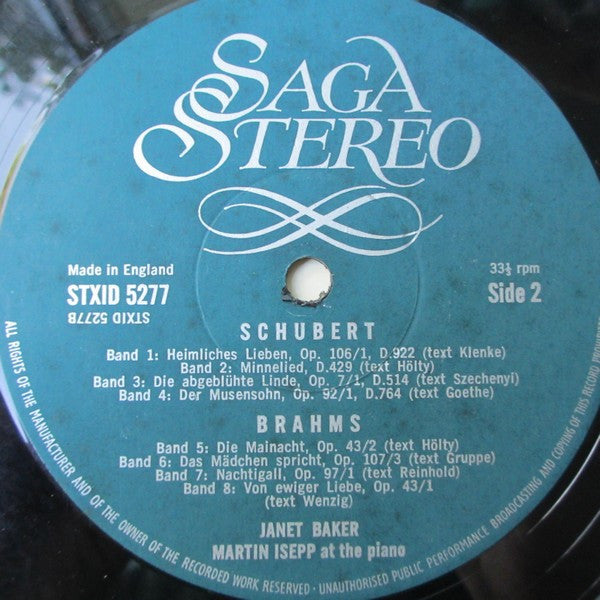 SAGA
STEREO
Made in England
33⅓ rpm
STXID 5277
Side 2
STXID 5277B
SCHUBERT
Band 1: Heimliches Lieben, Op. 106/1, D.922 (text Klenke)
Band 2: Minnelied, D.429 (text Hölty)
Band 3: Die abgeblühte Linde, Op. 7/1, D.514 (text Szechenyi)
Band 4: Der Musensohn, Op. 92/1, D.764 (text Goethe)
BRAHMS
Band 5: Die Mainacht, Op. 43/2 (text Hölty)
Band 6: Das Mädchen spricht, Op. 107/3 (text Gruppe)
Band 7: Nachtigall, Op. 97/1 (text Reinhold)
Band 8: Von ewiger Liebe, Op. 43/1
(text Wenzig)
JANET BAKER
MARTIN ISEPP at the piano
ALL RIGHTS OF THE MANUFACTURER AND OF THE OWNER OF THE RECORDED WORK RESERVED · UNAUTHORISED PUBLIC PERFORMANCE BROADCASTING AND COPYING OF THIS RECORD